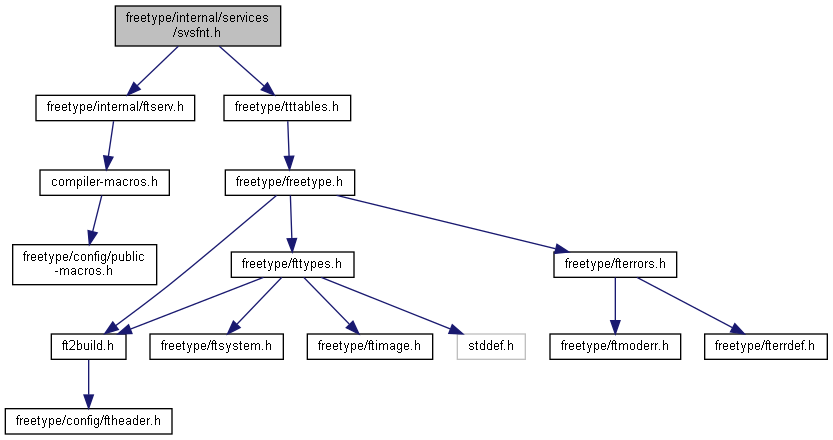 freetype/internal/services
/svsfnt.h
freetype/internal/ftserv.h
freetype/tttables.h
compiler-macros.h
freetype/freetype.h
freetype/config/public
-macros.h
freetype/fttypes.h
freetype/fterrors.h
ft2build.h
freetype/ftsystem.h
freetype/ftimage.h
stddef.h
freetype/ftmoderr.h
freetype/fterrdef.h
freetype/config/ftheader.h